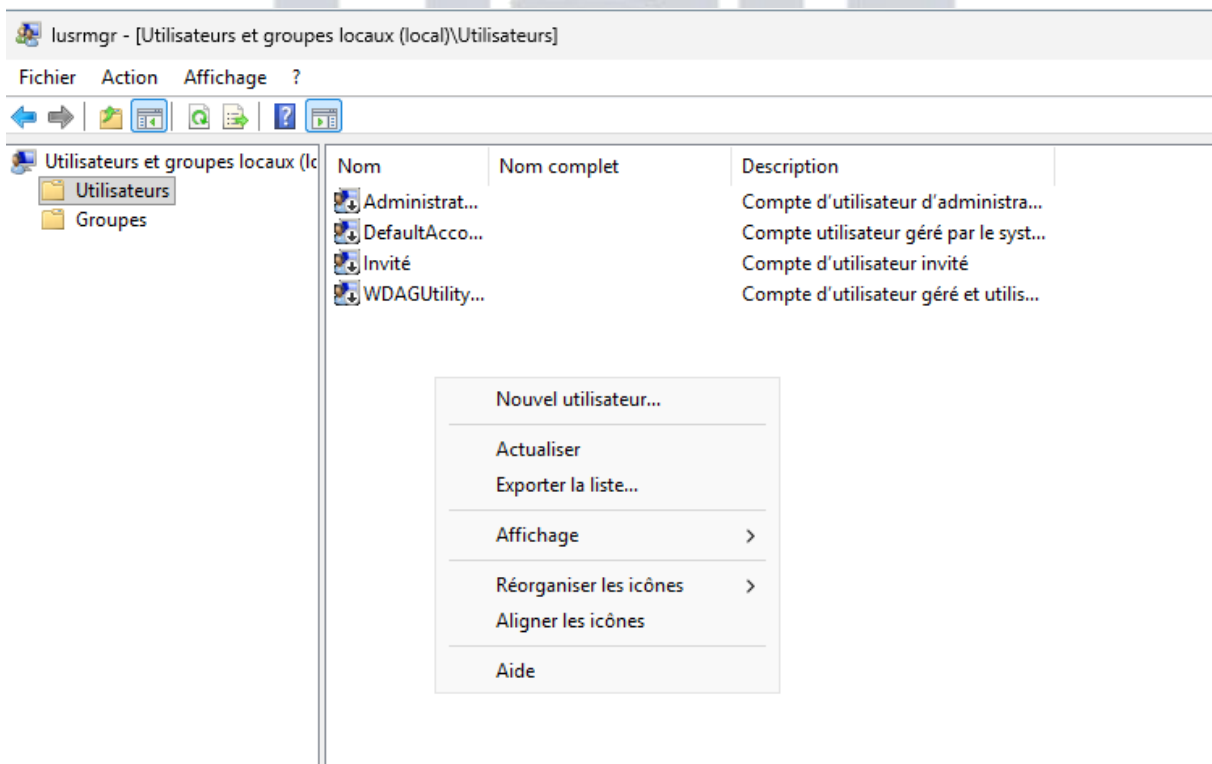 lusrmgr - [Utilisateurs et groupes locaux (local)\Utilisateurs]
Fichier Action Affichage ?
Utilisateurs et groupes locaux (lc
Utilisateurs
Groupes
Nom Nom complet Description
Administrat... Compte d'utilisateur d'administra...
DefaultAcco... Compte utilisateur géré par le syst...
Invité Compte d'utilisateur invité
WDAGUtility... Compte d'utilisateur géré et utilis...
Nouvel utilisateur...
Actualiser
Exporter la liste...
Affichage
Réorganiser les icônes
Aligner les icônes
Aide